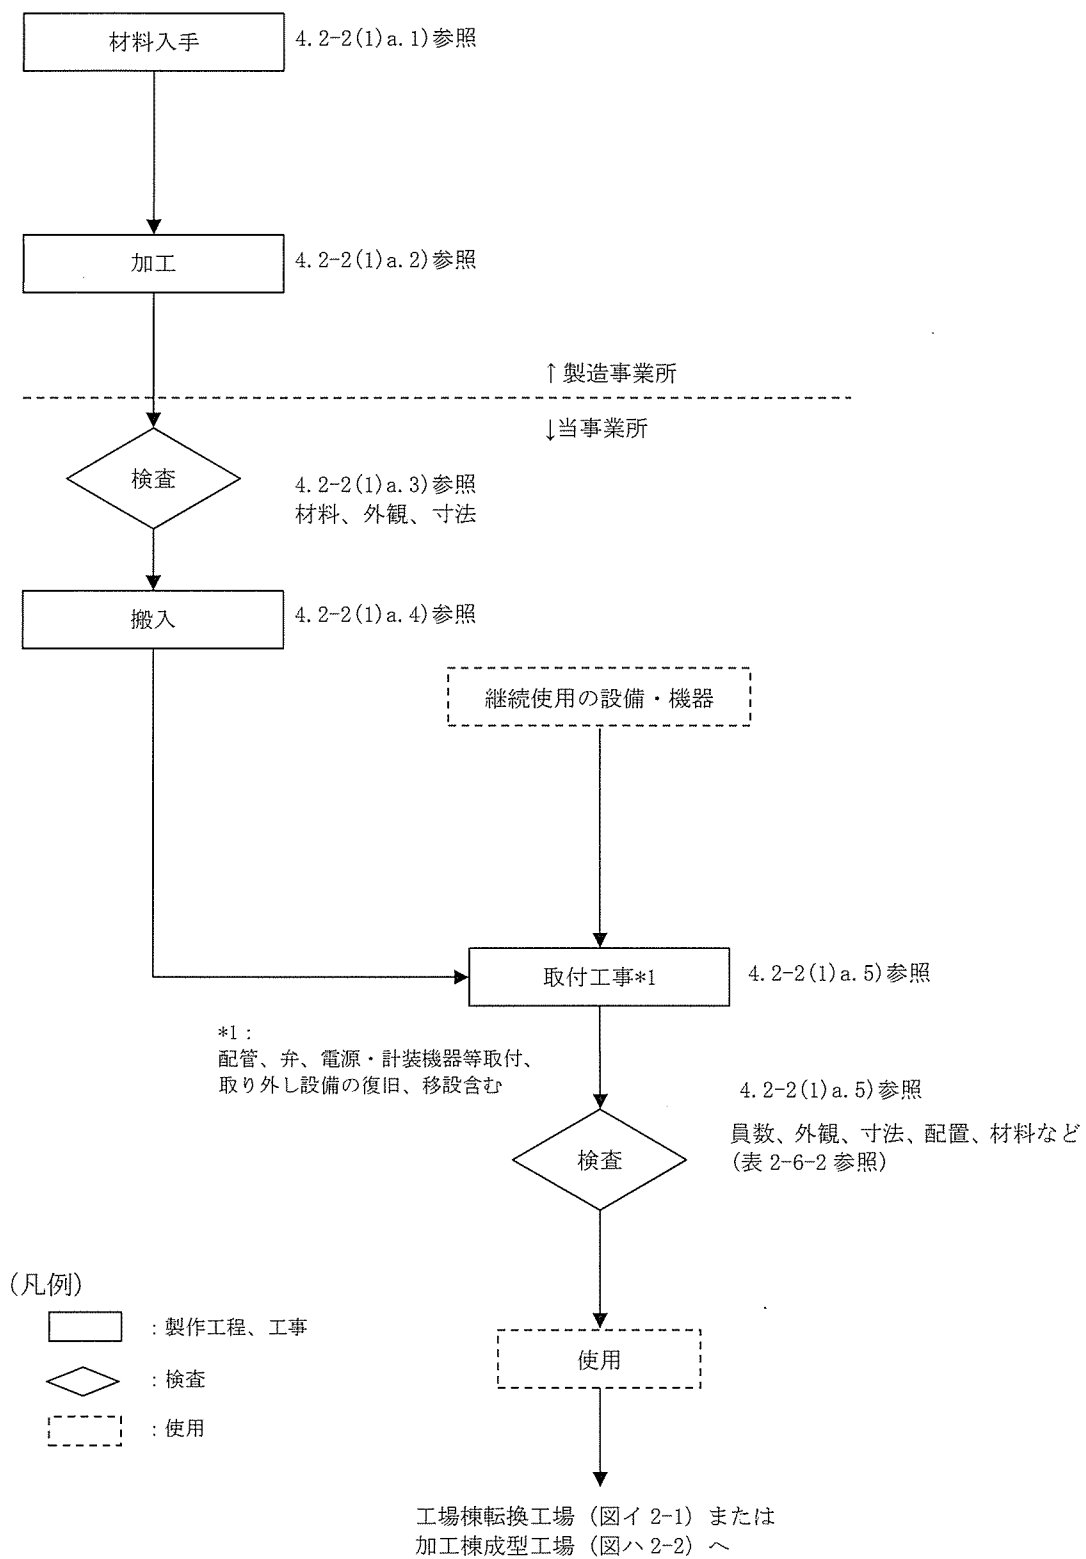 材料入手
4.2-2(1)a.1)参照
加工
4.2-2(1)a.2)参照
↑製造事業所
↓当事業所
検査
4.2-2(1)a.3)参照
材料、外観、寸法
搬入
4.2-2(1)a.4)参照
継続使用の設備・機器
取付工事*1
4.2-2(1)a.5)参照
*1:
配管、弁、電源・計装機器等取付、
取り外し設備の復旧、移設含む
4.2-2(1)a.5)参照
検査
員数、外観、寸法、配置、材料など
(表 2-6-2 参照)
(凡例)
:製作工程、工事
:検査
:使用
使用
工場棟転換工場(図イ 2-1)または
加工棟成型工場(図ハ 2-2)へ